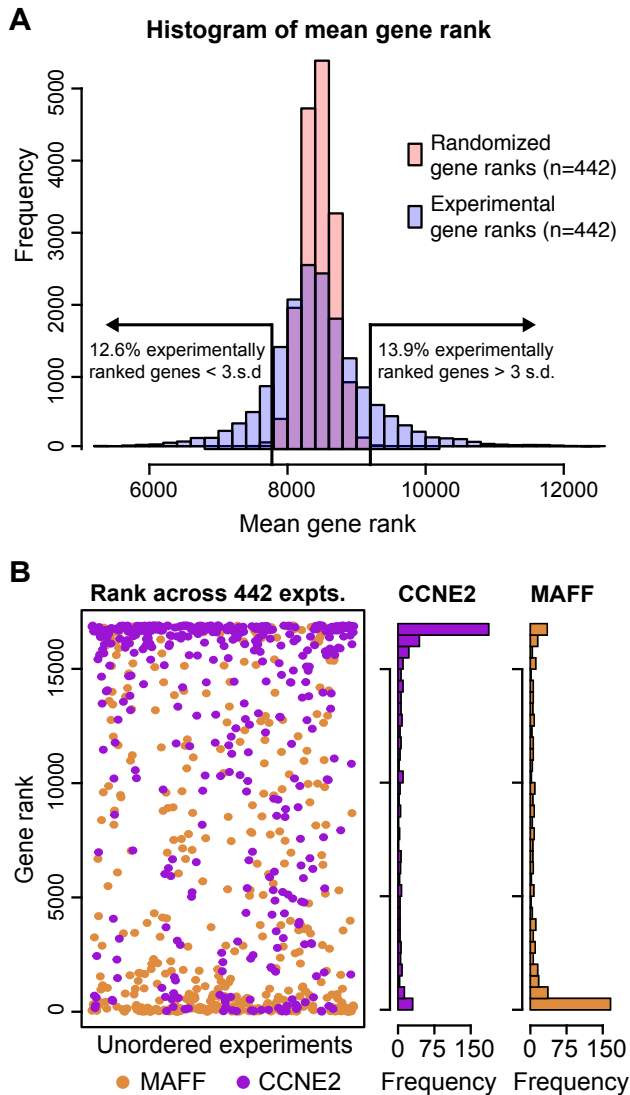 A
Histogram of mean gene rank
Frequency
0
1000
2000
3000
4000
5000
Randomized
gene ranks (n=442)
Experimental
gene ranks (n=442)
12.6% experimentally
ranked genes < 3.s.d
13.9% experimentally
ranked genes > 3 s.d.
6000 8000 10000 12000
Mean gene rank
B
Rank across 442 expts.
CCNE2
MAFF
Gene rank
0
5000
10000
15000
Unordered experiments
MAFF CCNE2
0 75 150
Frequency
0 75 150
Frequency